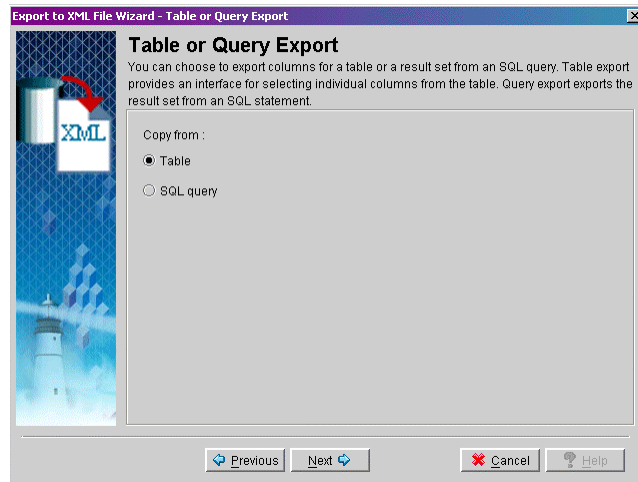 Export to XML File Wizard - Table or Query Export
Table or Query Export
You can choose to export columns for a table or a result set from an SQL query. Table export
provides an interface for selecting individual columns from the table. Query export exports the
result set from an SQL statement.
XML
Copy from :
Table
SQL query
Previous
Next
Cancel
Help